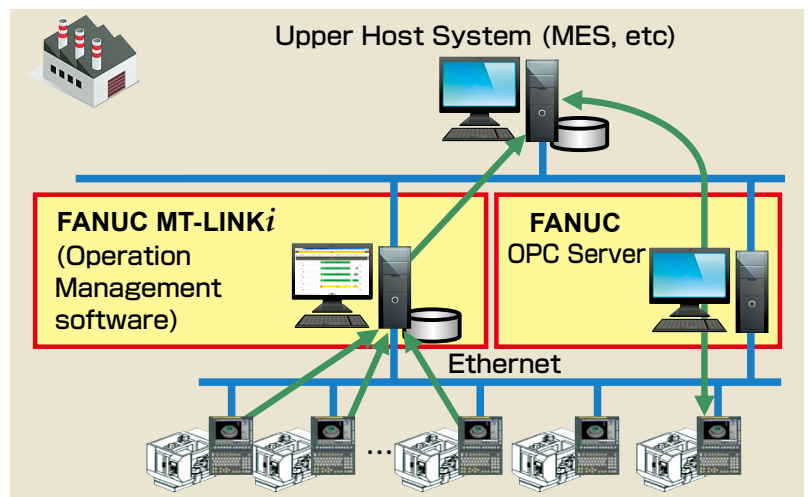 Upper Host System (MES, etc)
FANUC MT-LINKi
(Operation
Management
software)
FANUC
OPC Server
Ethernet
...